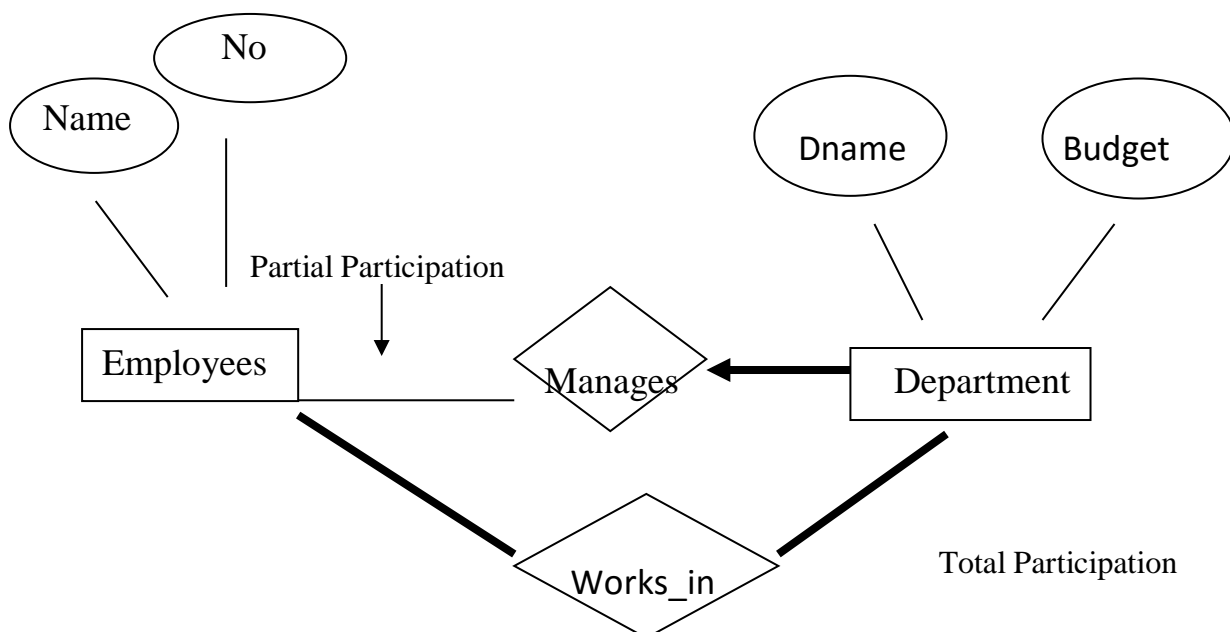 No
Name
Dname
Budget
Partial Participation
Employees
Manages
Department
Works_in
Total Participation